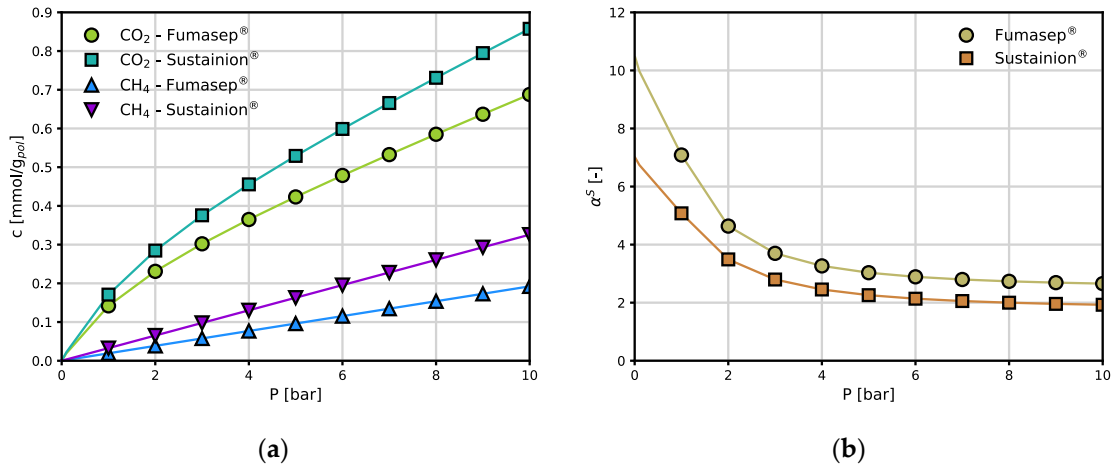 CO₂ - Fumasep®
CO₂ - Sustainion®
CH₄ - Fumasep®
CH₄ - Sustainion®
c [mmol/g_pol]
0.9
0.8
0.7
0.6
0.5
0.4
0.3
0.2
0.1
0.0
0 2 4 6 8 10
P [bar]
(a)
Fumasep®
Sustainion®
α^S [-]
12
10
8
6
4
2
0
0 2 4 6 8 10
P [bar]
(b)